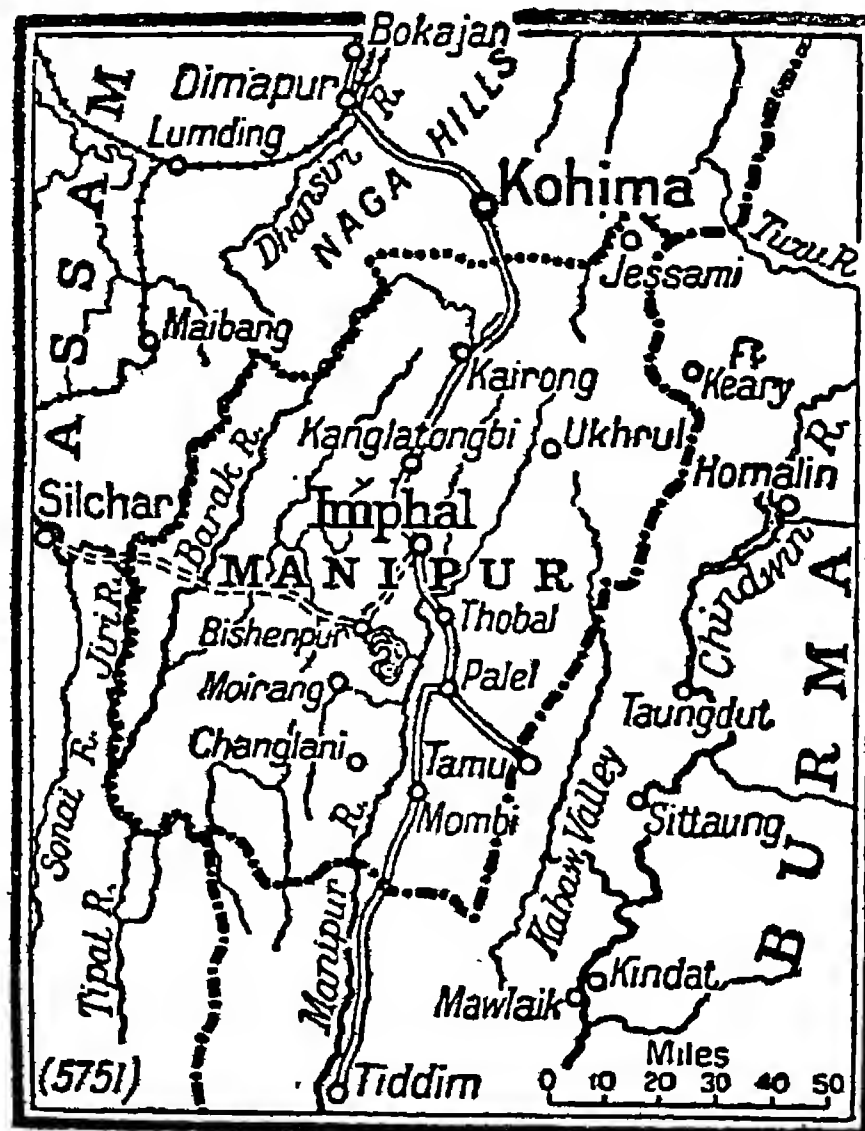 Bokajan
Dimapur
R.
Lumding
Dhansiri
NAGA HILLS
Kohima
Jessami
Tuzu R
ASSAM
Maibang
Kairong
Ft
Keary
Kanglatongbi
Ukhrul
Homalin
Silchar
Barak R.
Imphal
MANIPUR
Chindwin R.
Jiri R.
Bishenpur
Thobal
Moirang
Palel
Taungdut
Changlani
Tamu
Sonai R.
Mombi
Sittaung
Kabaw Valley
BURMA
Tipal R.
Manipur R.
Kindat
Mawlaik
(5751)
Tiddim
Miles
0 10 20 30 40 50